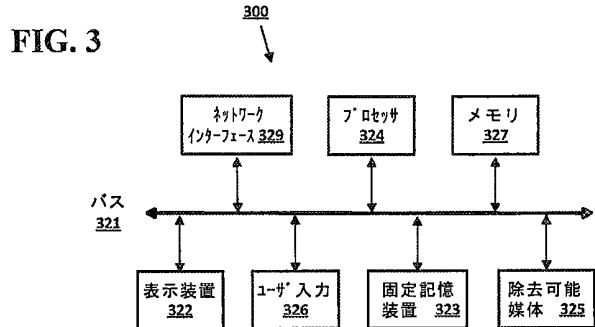 300
FIG. 3
ﾈｯﾄﾜｰｸ
ｲﾝﾀｰﾌｪｰｽ 329
ﾌﾟﾛｾｯｻ
324
メモリ
327
バス
321
表示装置
322
ﾕｰｻﾞ入力
326
固定記憶
装置 323
除去可能
媒体 325